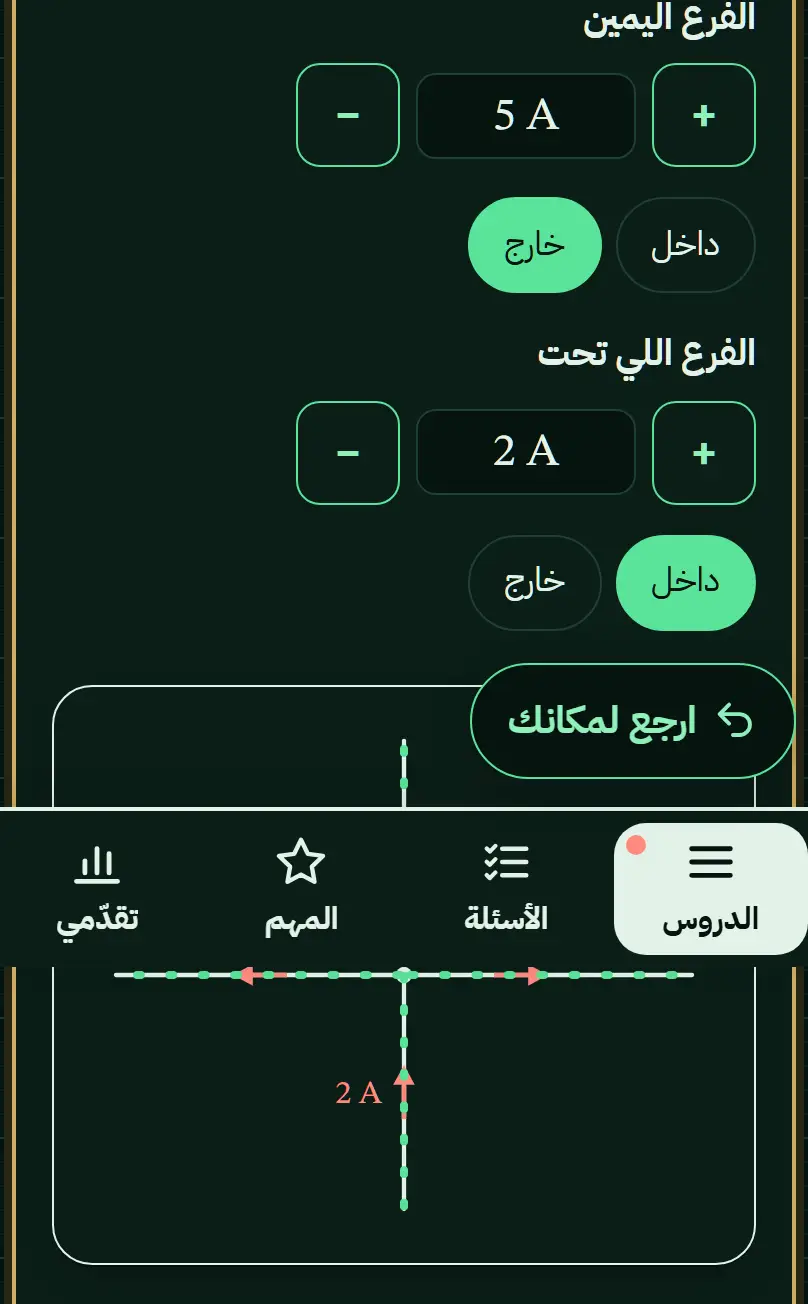 الفرع اليمين
+ 5 A −
داخل خارج
الفرع اللي تحت
+ 2 A −
داخل خارج
ارجع لمكانك
الدروس الأسئلة المهم تقدّمي
2 A